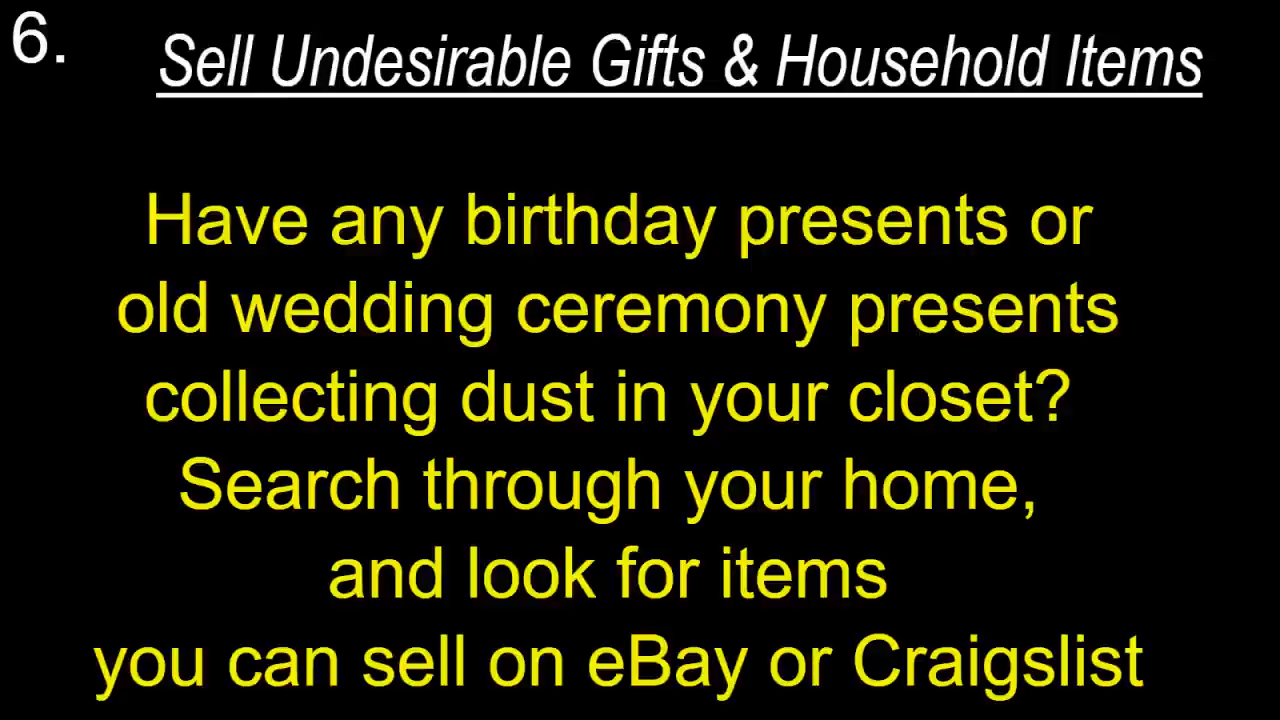 6.
Sell Undesirable Gifts & Household Items
Have any birthday presents or
old wedding ceremony presents
collecting dust in your closet?
Search through your home,
and look for items
you can sell on eBay or Craigslist